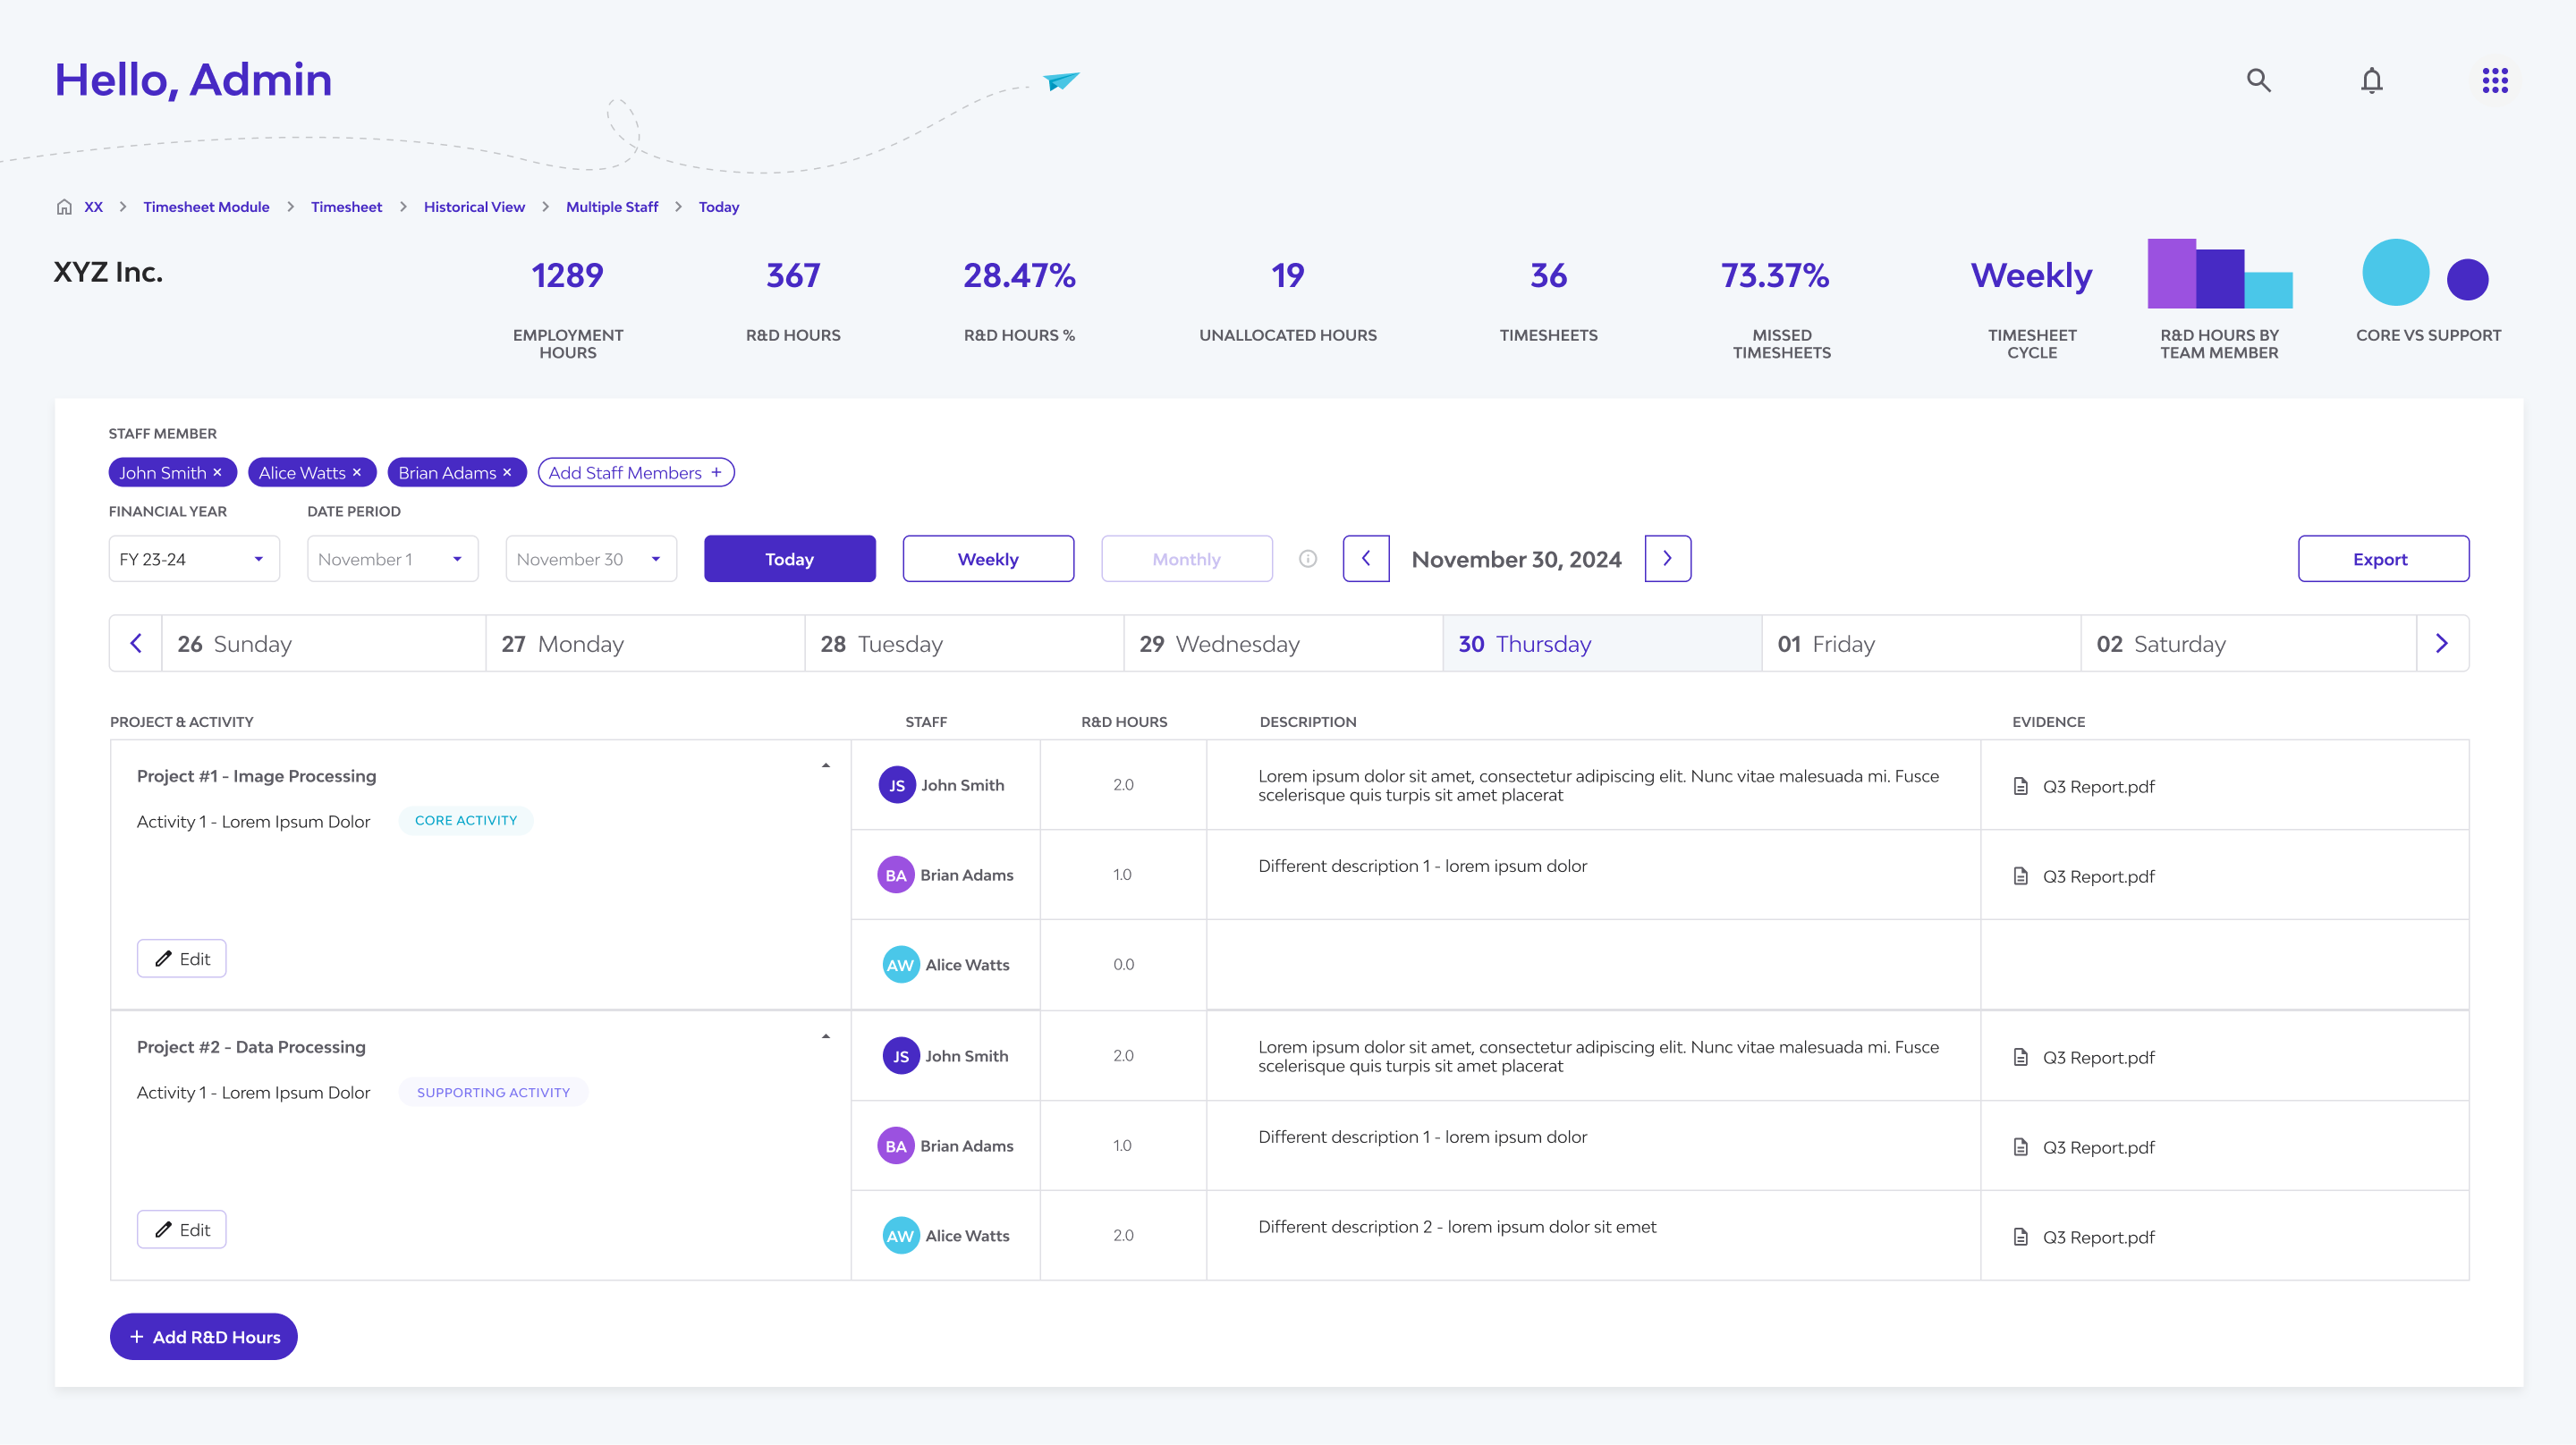 Hello, Admin
XX > Timesheet Module > Timesheet > Historical View > Multiple Staff > Today
XYZ Inc.
1289 367 28.47% 19 36 73.37% Weekly
EMPLOYMENT HOURS
R&D HOURS
R&D HOURS %
UNALLOCATED HOURS
TIMESHEETS
MISSED TIMESHEETS
TIMESHEET CYCLE
R&D HOURS BY TEAM MEMBER
CORE VS SUPPORT
STAFF MEMBER
John Smith × Alice Watts × Brian Adams × Add Staff Members +
FINANCIAL YEAR DATE PERIOD
FY 23-24 November 1 November 30 Today Weekly Monthly November 30, 2024 Export
26 Sunday 27 Monday 28 Tuesday 29 Wednesday 30 Thursday 01 Friday 02 Saturday
PROJECT & ACTIVITY STAFF R&D HOURS DESCRIPTION EVIDENCE
Project #1 - Image Processing
Activity 1 - Lorem Ipsum Dolor CORE ACTIVITY
Edit
JS John Smith 2.0
Lorem ipsum dolor sit amet, consectetur adipiscing elit. Nunc vitae malesuada mi. Fusce
scelerisque quis turpis sit amet placerat
Q3 Report.pdf
BA Brian Adams 1.0 Different description 1 - lorem ipsum dolor Q3 Report.pdf
AW Alice Watts 0.0
Project #2 - Data Processing
Activity 1 - Lorem Ipsum Dolor SUPPORTING ACTIVITY
Edit
JS John Smith 2.0
Lorem ipsum dolor sit amet, consectetur adipiscing elit. Nunc vitae malesuada mi. Fusce
scelerisque quis turpis sit amet placerat
Q3 Report.pdf
BA Brian Adams 1.0 Different description 1 - lorem ipsum dolor Q3 Report.pdf
AW Alice Watts 2.0 Different description 2 - lorem ipsum dolor sit emet Q3 Report.pdf
+ Add R&D Hours